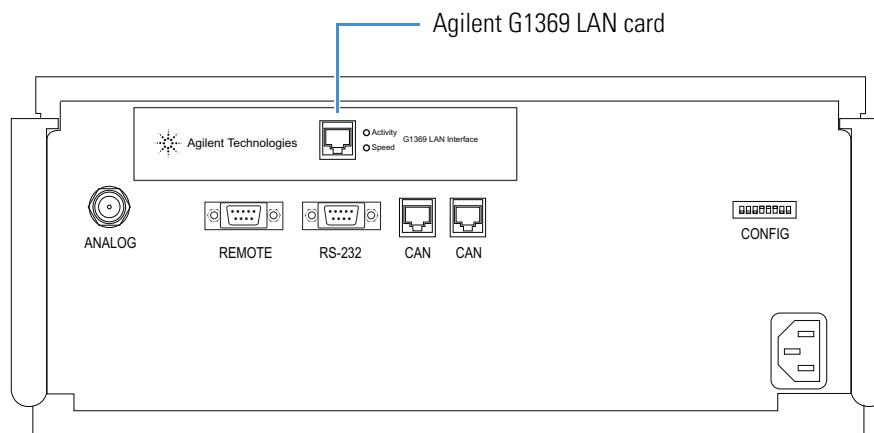 Agilent G1369 LAN card
Agilent Technologies
Activity
Speed
G1369 LAN Interface
ANALOG
REMOTE
RS-232
CAN
CAN
CONFIG